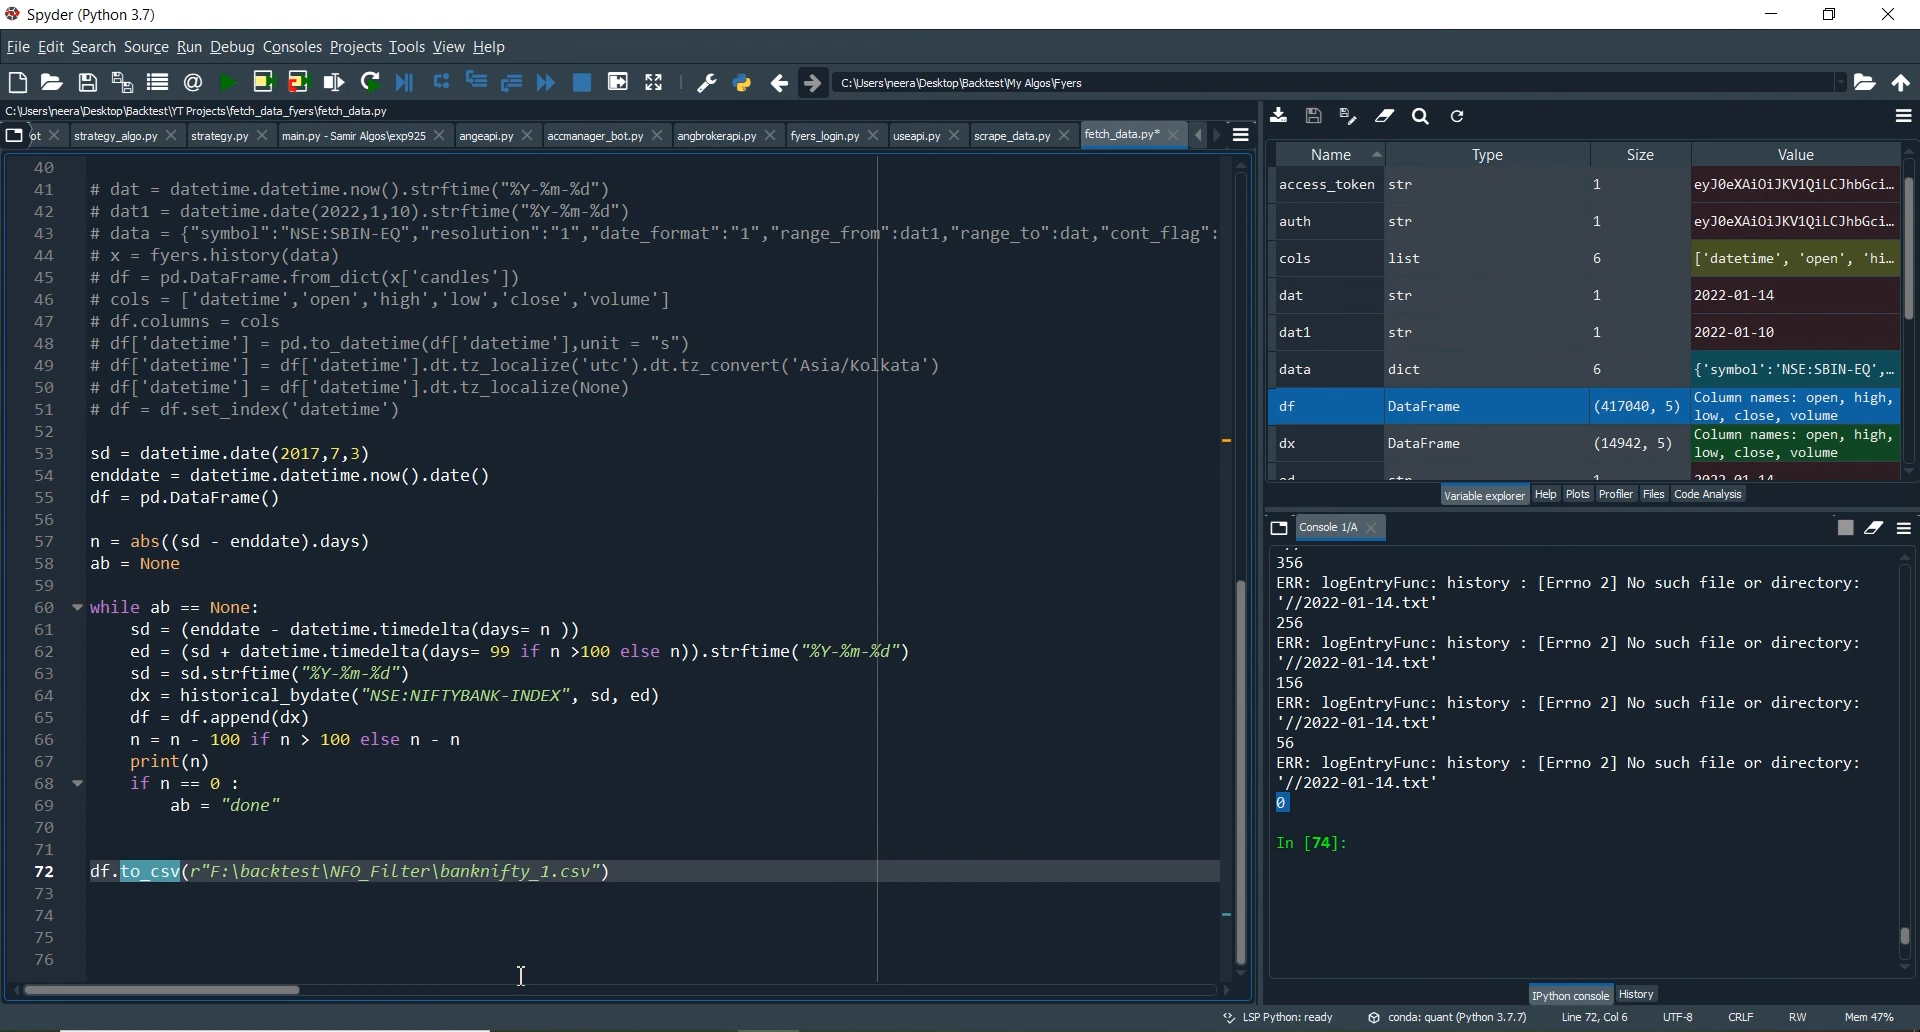 Spyder (Python 3.7)
File Edit Search Source Run Debug Consoles Projects Tools View Help
C:\Users\neera\Desktop\Backtest\My Algos\Fyers
C:\Users\neera\Desktop\Backtest\YT Projects\fetch_data_fyers\fetch_data.py
ot strategy_algo.py strategy.py main.py - Samir Algos\exp925 angeapi.py accmanager_bot.py angbrokerapi.py fyers_login.py useapi.py scrape_data.py fetch_data.py*
40
41 # dat = datetime.datetime.now().strftime("%Y-%m-%d")
42 # dat1 = datetime.date(2022,1,10).strftime("%Y-%m-%d")
43 # data = {"symbol":"NSE:SBIN-EQ","resolution":"1","date_format":"1","range_from":dat1,"range_to":dat,"cont_flag":
44 # x = fyers.history(data)
45 # df = pd.DataFrame.from_dict(x['candles'])
46 # cols = ['datetime','open','high','low','close','volume']
47 # df.columns = cols
48 # df['datetime'] = pd.to_datetime(df['datetime'],unit = "s")
49 # df['datetime'] = df['datetime'].dt.tz_localize('utc').dt.tz_convert('Asia/Kolkata')
50 # df['datetime'] = df['datetime'].dt.tz_localize(None)
51 # df = df.set_index('datetime')
52
53 sd = datetime.date(2017,7,3)
54 enddate = datetime.datetime.now().date()
55 df = pd.DataFrame()
56
57 n = abs((sd - enddate).days)
58 ab = None
59
60 while ab == None:
61 sd = (enddate - datetime.timedelta(days= n ))
62 ed = (sd + datetime.timedelta(days= 99 if n >100 else n)).strftime("%Y-%m-%d")
63 sd = sd.strftime("%Y-%m-%d")
64 dx = historical_bydate("NSE:NIFTYBANK-INDEX", sd, ed)
65 df = df.append(dx)
66 n = n - 100 if n > 100 else n - n
67 print(n)
68 if n == 0 :
69 ab = "done"
70
71
72 df.to_csv(r"F:\backtest\NFO_Filter\banknifty_1.csv")
73
74
75
76
Name Type Size Value
access_token str 1 eyJ0eXAiOiJKV1QiLCJhbGci…
auth str 1 eyJ0eXAiOiJKV1QiLCJhbGci…
cols list 6 ['datetime', 'open', 'hi…
dat str 1 2022-01-14
dat1 str 1 2022-01-10
data dict 6 {'symbol':'NSE:SBIN-EQ',…
df DataFrame (417040, 5) Column names: open, high,
low, close, volume
dx DataFrame (14942, 5) Column names: open, high,
low, close, volume
ed str 1 2022-01-14
Variable explorer Help Plots Profiler Files Code Analysis
Console 1/A
356
ERR: logEntryFunc: history : [Errno 2] No such file or directory:
'//2022-01-14.txt'
256
ERR: logEntryFunc: history : [Errno 2] No such file or directory:
'//2022-01-14.txt'
156
ERR: logEntryFunc: history : [Errno 2] No such file or directory:
'//2022-01-14.txt'
56
ERR: logEntryFunc: history : [Errno 2] No such file or directory:
'//2022-01-14.txt'
0
In [74]:
IPython console History
LSP Python: ready conda: quant (Python 3.7.7) Line 72, Col 6 UTF-8 CRLF RW Mem 47%